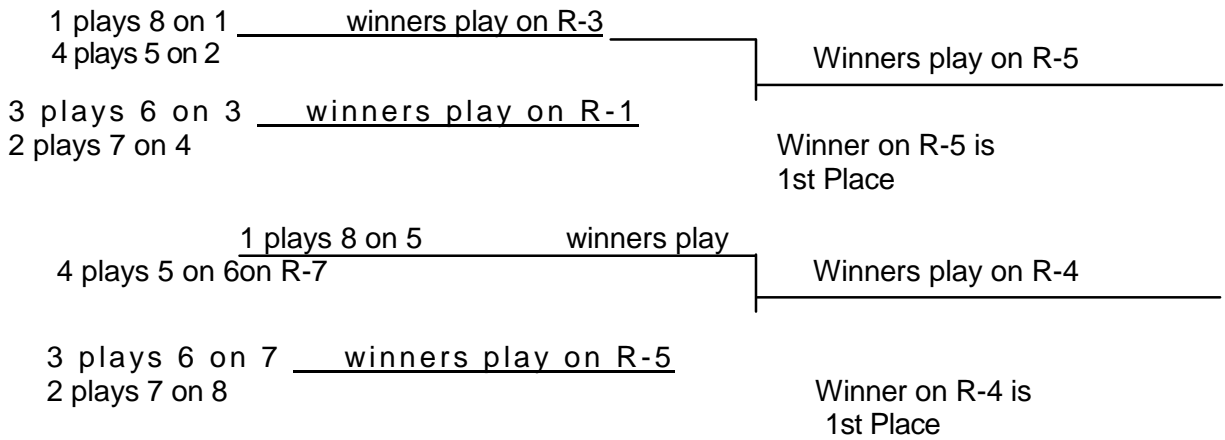 1 plays 8 on 1 winners play on R-3
4 plays 5 on 2
Winners play on R-5
3 plays 6 on 3 winners play on R-1
2 plays 7 on 4
Winner on R-5 is
1st Place
1 plays 8 on 5 winners play
4 plays 5 on 6on R-7
Winners play on R-4
3 plays 6 on 7 winners play on R-5
2 plays 7 on 8
Winner on R-4 is
1st Place